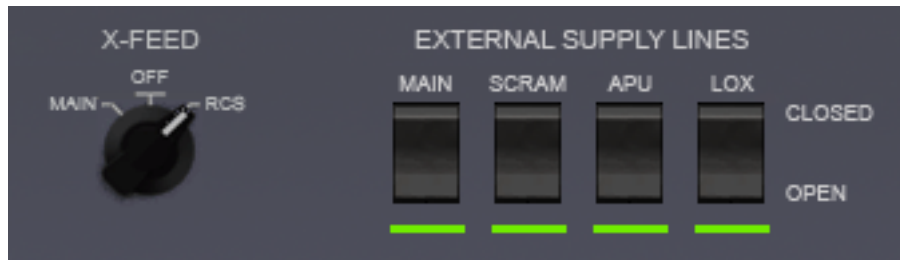 X-FEED
OFF
MAIN
RCS
EXTERNAL SUPPLY LINES
MAIN SCRAM APU LOX
CLOSED
OPEN